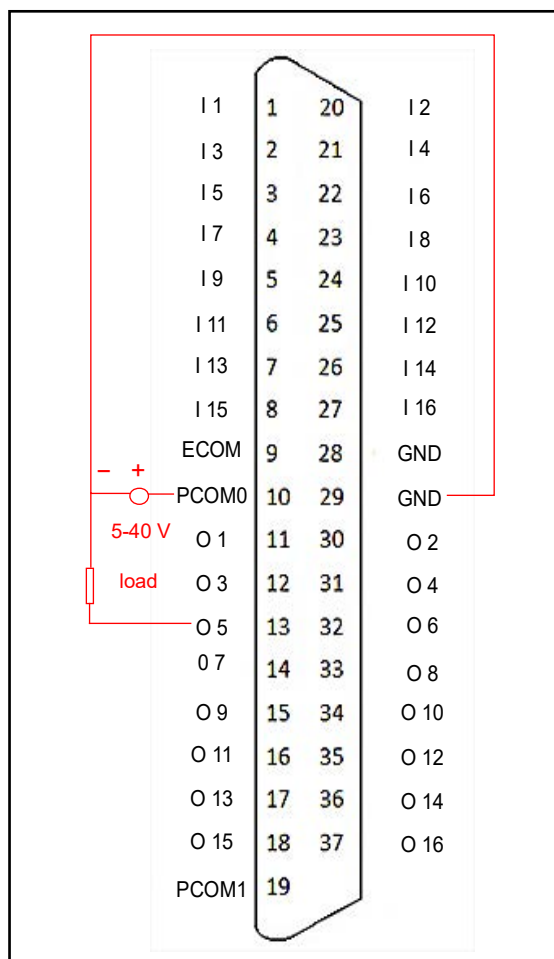 I 1 1 20 I 2
I 3 2 21 I 4
I 5 3 22 I 6
I 7 4 23 I 8
I 9 5 24 I 10
I 11 6 25 I 12
I 13 7 26 I 14
I 15 8 27 I 16
ECOM 9 28 GND
– + PCOM0 10 29 GND
5-40 V
O 1 11 30 O 2
load O 3 12 31 O 4
O 5 13 32 O 6
0 7 14 33 O 8
O 9 15 34 O 10
O 11 16 35 O 12
O 13 17 36 O 14
O 15 18 37 O 16
PCOM1 19